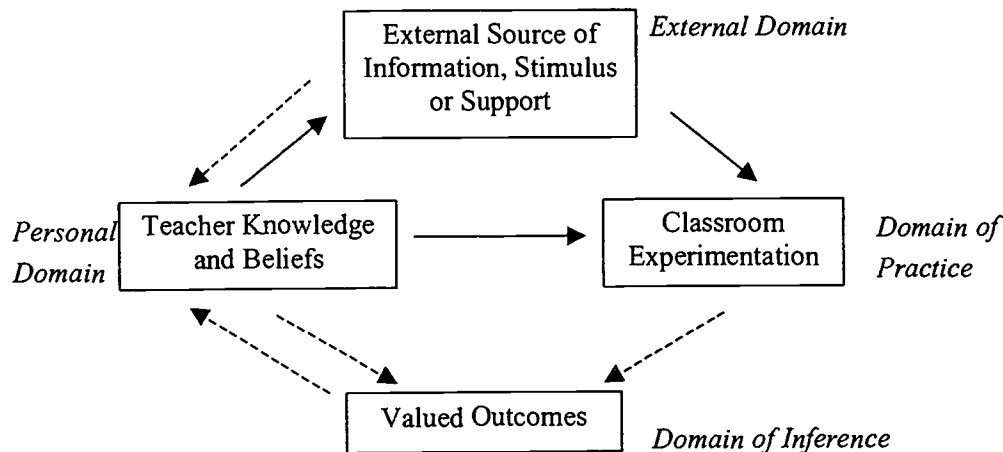 External Source of
Information, Stimulus
or Support
External Domain
Personal
Domain
Teacher Knowledge
and Beliefs
Classroom
Experimentation
Domain of
Practice
Valued Outcomes
Domain of Inference